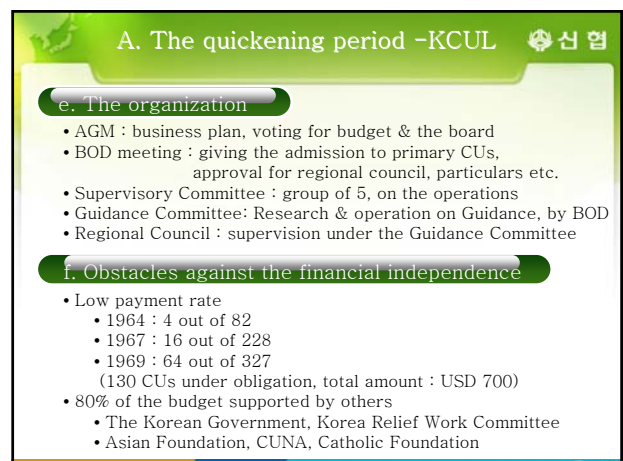 A. The quickening period -KCUL
신협
e. The organization
• AGM : business plan, voting for budget & the board
• BOD meeting : giving the admission to primary CUs,
approval for regional council, particulars etc.
• Supervisory Committee : group of 5, on the operations
• Guidance Committee: Research & operation on Guidance, by BOD
• Regional Council : supervision under the Guidance Committee
f. Obstacles against the financial independence
• Low payment rate
• 1964 : 4 out of 82
• 1967 : 16 out of 228
• 1969 : 64 out of 327
(130 CUs under obligation, total amount : USD 700)
• 80% of the budget supported by others
• The Korean Government, Korea Relief Work Committee
• Asian Foundation, CUNA, Catholic Foundation